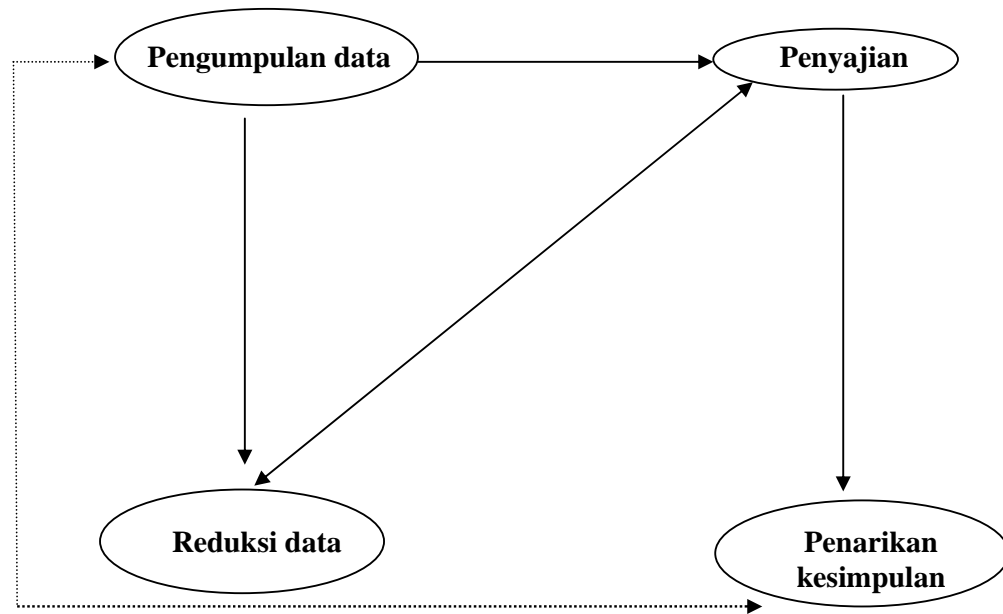 Pengumpulan data
Penyajian
Reduksi data
Penarikan
kesimpulan